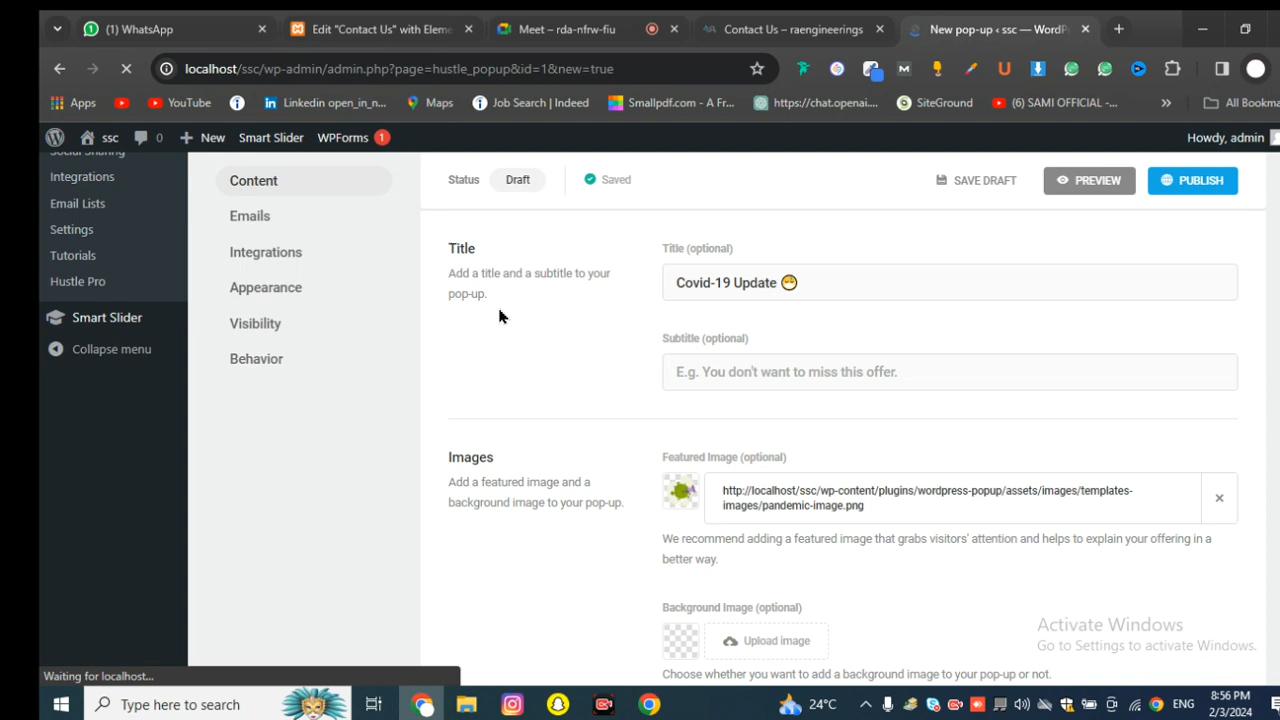 (1) WhatsApp
Edit "Contact Us" with Eleme
Meet – rda-nfrw-fiu
Contact Us – raengineerings
New pop-up ‹ ssc — WordP
localhost/ssc/wp-admin/admin.php?page=hustle_popup&id=1&new=true
Apps
YouTube
Linkedin open_in_n...
Maps
Job Search | Indeed
Smallpdf.com - A Fr...
https://chat.openai....
SiteGround
(6) SAMI OFFICIAL -...
All Bookma
ssc
0
New
Smart Slider
WPForms 1
Howdy, admin
Social Sharing
Integrations
Email Lists
Settings
Tutorials
Hustle Pro
Smart Slider
Collapse menu
Content
Emails
Integrations
Appearance
Visibility
Behavior
Status
Draft
Saved
SAVE DRAFT
PREVIEW
PUBLISH
Title
Add a title and a subtitle to your
pop-up.
Title (optional)
Covid-19 Update 😷
Subtitle (optional)
E.g. You don't want to miss this offer.
Images
Add a featured image and a
background image to your pop-up.
Featured Image (optional)
http://localhost/ssc/wp-content/plugins/wordpress-popup/assets/images/templates-
images/pandemic-image.png
We recommend adding a featured image that grabs visitors' attention and helps to explain your offering in a
better way.
Background Image (optional)
Upload image
Choose whether you want to add a background image to your pop-up or not.
Activate Windows
Go to Settings to activate Windows.
Waiting for localhost...
Type here to search
24°C
ENG
8:56 PM
2/3/2024